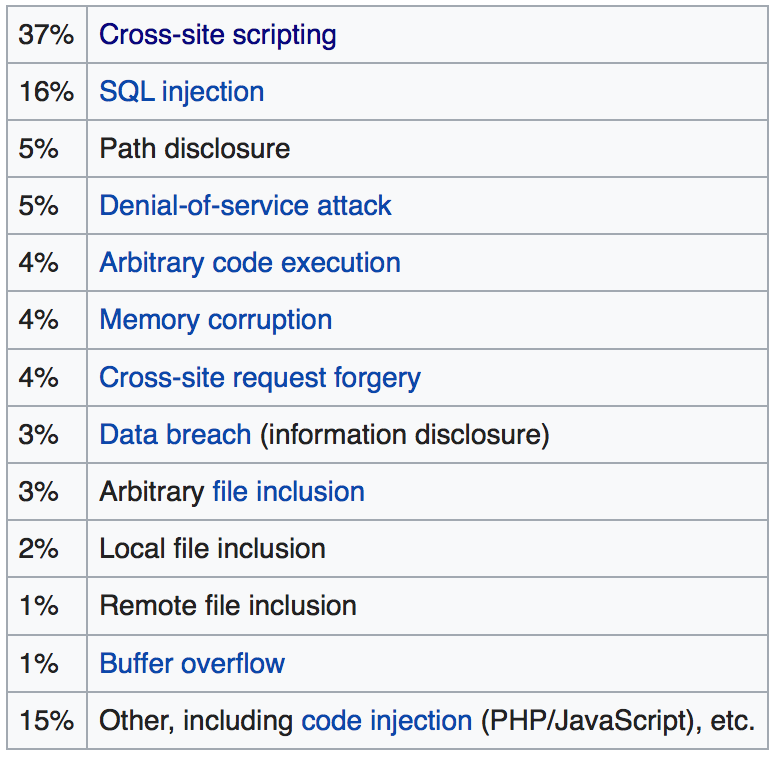 37% Cross-site scripting
16% SQL injection
5% Path disclosure
5% Denial-of-service attack
4% Arbitrary code execution
4% Memory corruption
4% Cross-site request forgery
3% Data breach (information disclosure)
3% Arbitrary file inclusion
2% Local file inclusion
1% Remote file inclusion
1% Buffer overflow
15% Other, including code injection (PHP/JavaScript), etc.